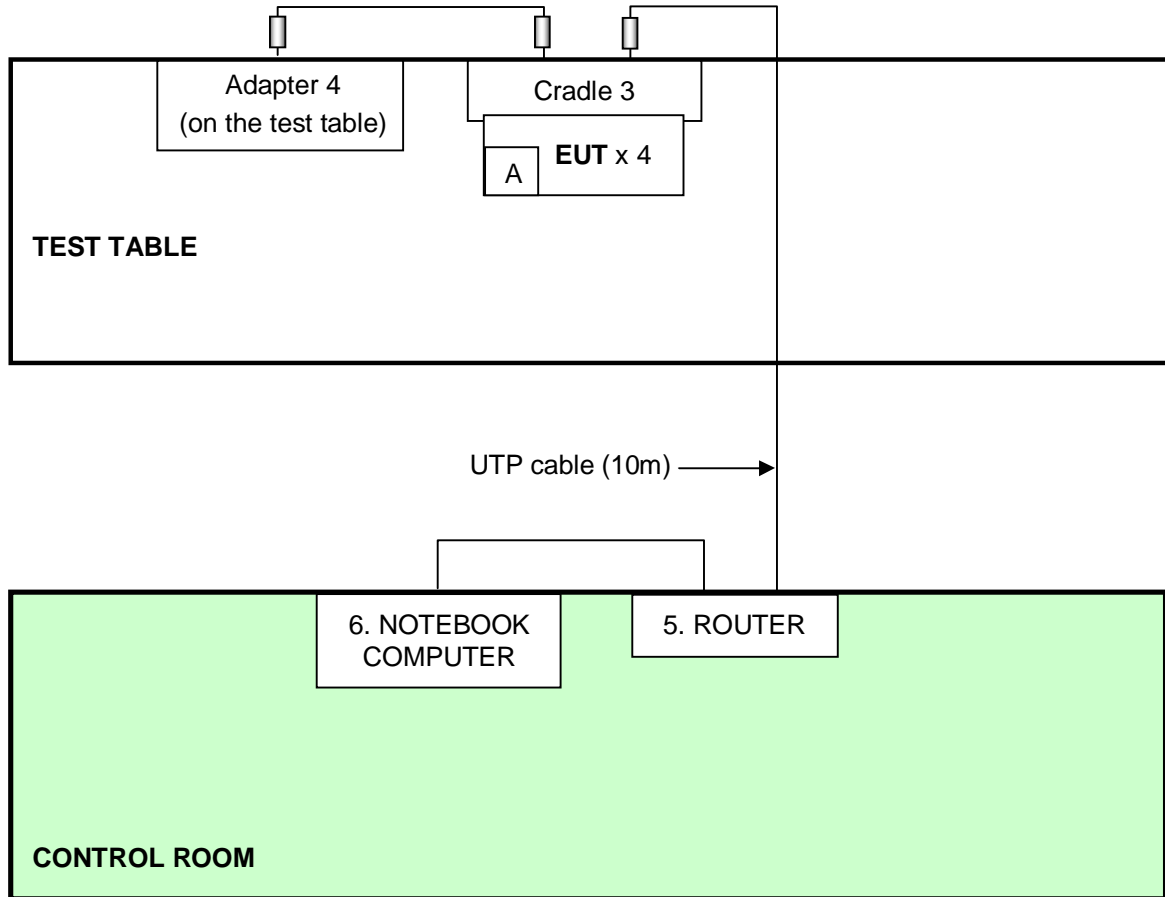 Adapter 4
(on the test table)
Cradle 3
EUT x 4
A
TEST TABLE
UTP cable (10m)
6. NOTEBOOK
COMPUTER
5. ROUTER
CONTROL ROOM